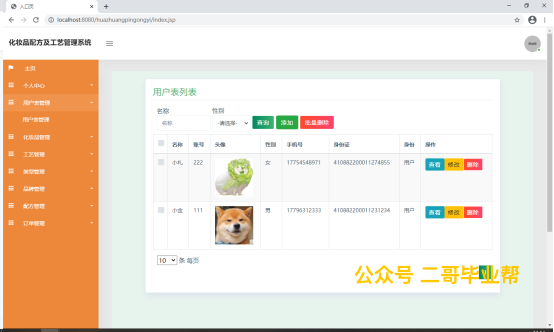 入口页
localhost:8080/huazhuangpingongyi/index.jsp
化妆品配方及工艺管理系统
主页
个人中心
用户表管理
用户表管理
化妆品管理
工艺管理
品牌管理
配方管理
订单管理
用户表列表
名称 性别
名称 -请选择- 查询 添加 批量删除
名称 账号 头像 性别 手机号 身份证 身份 操作
小礼 222 女 17754548971 410882200011274855 用户 查看 修改 删除
小金 111 男 17796312333 410882200011231234 用户 查看 修改 删除
10 条 每页
公众号 二哥毕业帮